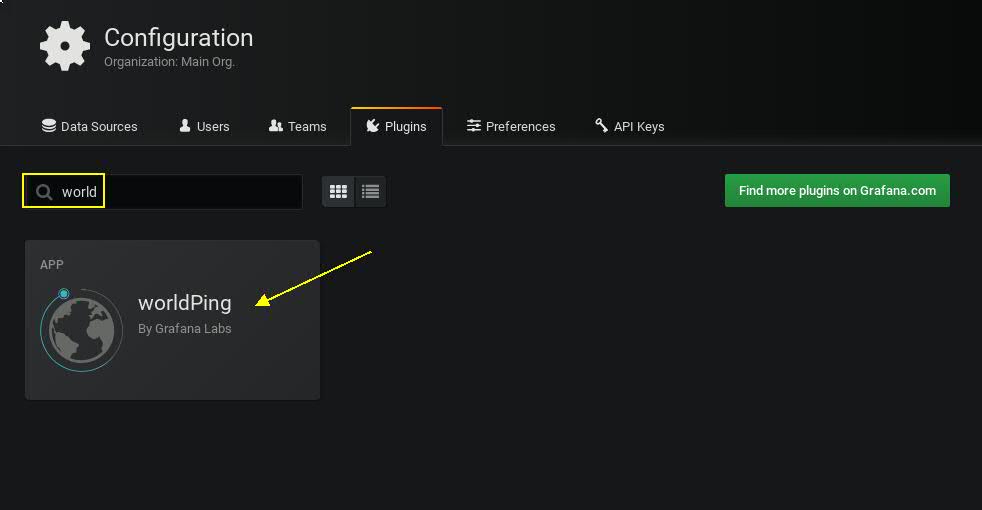 Configuration
Organization: Main Org.
Data Sources Users Teams Plugins Preferences API Keys
world Find more plugins on Grafana.com
APP
worldPing
By Grafana Labs